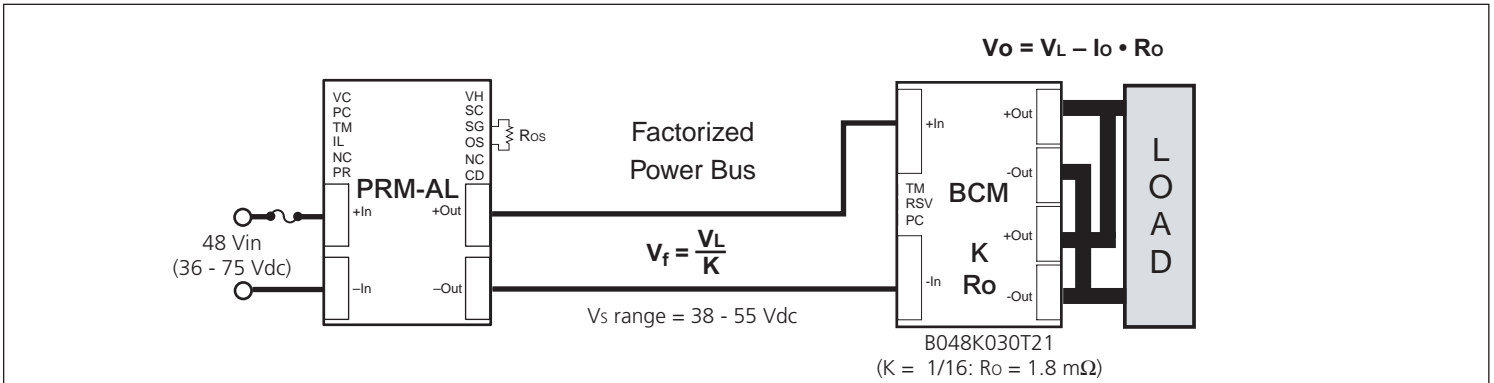 Vo = VL – Io • Ro
VC
PC
TM
IL
NC
PR
VH
SC
SG
OS
NC
CD
ROS
PRM-AL
+In
+Out
–In
–Out
48 Vin
(36 - 75 Vdc)
Factorized
Power Bus
Vf = VL
K
Vs range = 38 - 55 Vdc
+In
TM
RSV
PC
-In
BCM
K
Ro
+Out
-Out
+Out
-Out
L
O
A
D
B048K030T21
(K = 1/16: Ro = 1.8 mΩ)